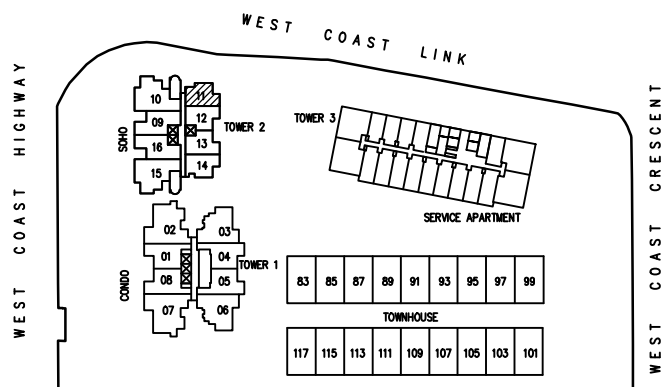 WEST COAST LINK
WEST COAST HIGHWAY
WEST COAST CRESCENT
10 11
09 12
16 13
15 14
SOHO
TOWER 2
TOWER 3
SERVICE APARTMENT
02 03
01 04
08 05
07 06
CONDO
TOWER 1
83 85 87 89 91 93 95 97 99
TOWNHOUSE
117 115 113 111 109 107 105 103 101